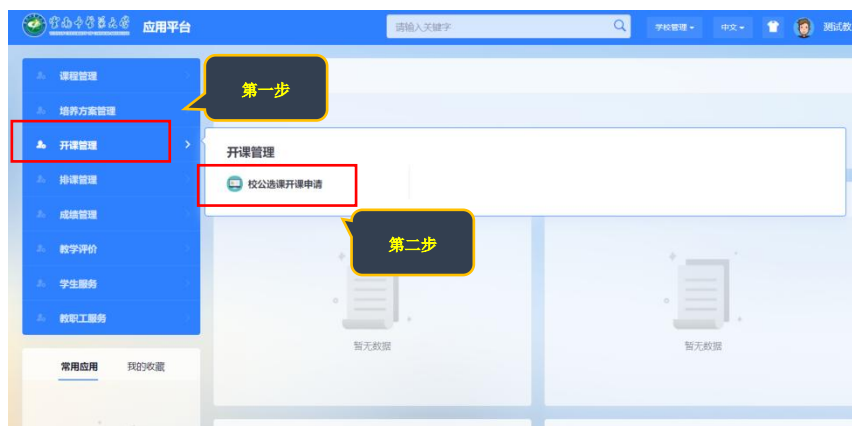 应用平台
请输入关键字
学校管理
中文
测试教
课程管理
第一步
培养方案管理
开课管理
开课管理
排课管理
校公选课开课申请
成绩管理
第二步
教学评价
学生服务
教职工服务
暂无数据
暂无数据
常用应用
我的收藏